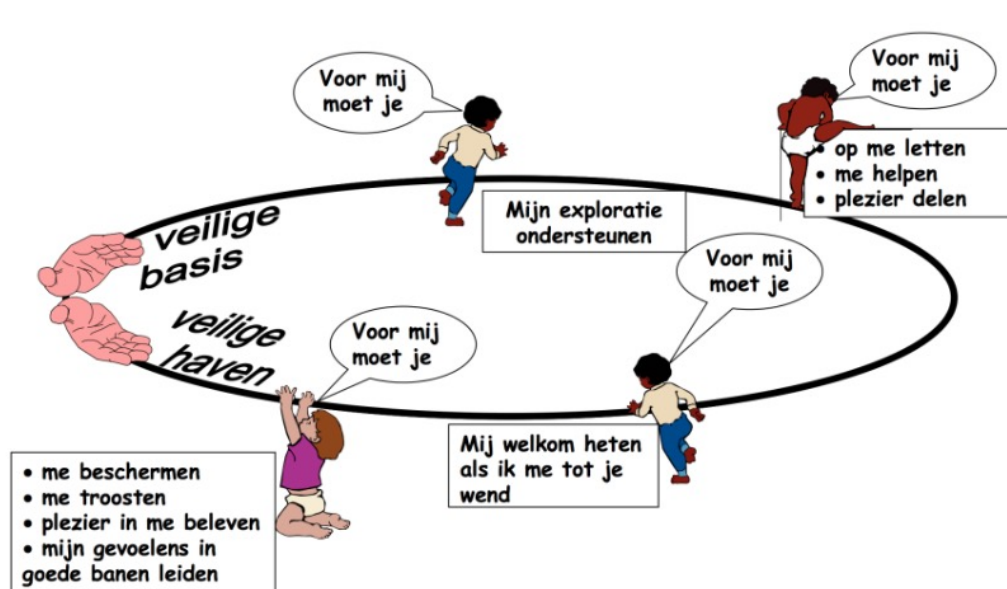 Voor mij
moet je
Voor mij
moet je
• op me letten
• me helpen
• plezier delen
Mijn exploratie
ondersteunen
veilige
basis
Voor mij
moet je
veilige
haven
Voor mij
moet je
Mij welkom heten
als ik me tot je
wend
• me beschermen
• me troosten
• plezier in me beleven
• mijn gevoelens in
goede banen leiden